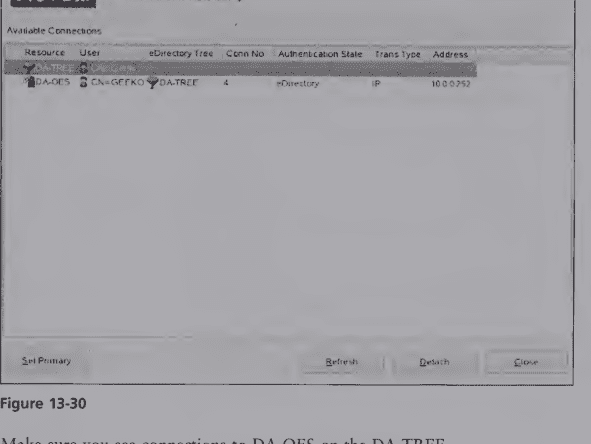 Available Connections
Resource User eDirectory Tree Conn No Authentication State Trans Type Address
DA-TREE
DA-OES CN=GEEKO DA-TREE 4 eDirectory IP 10.0.0.252
Set Primary Refresh Detach Close
Figure 13-30
Make sure you see connections to DA-OES on the DA-TREE